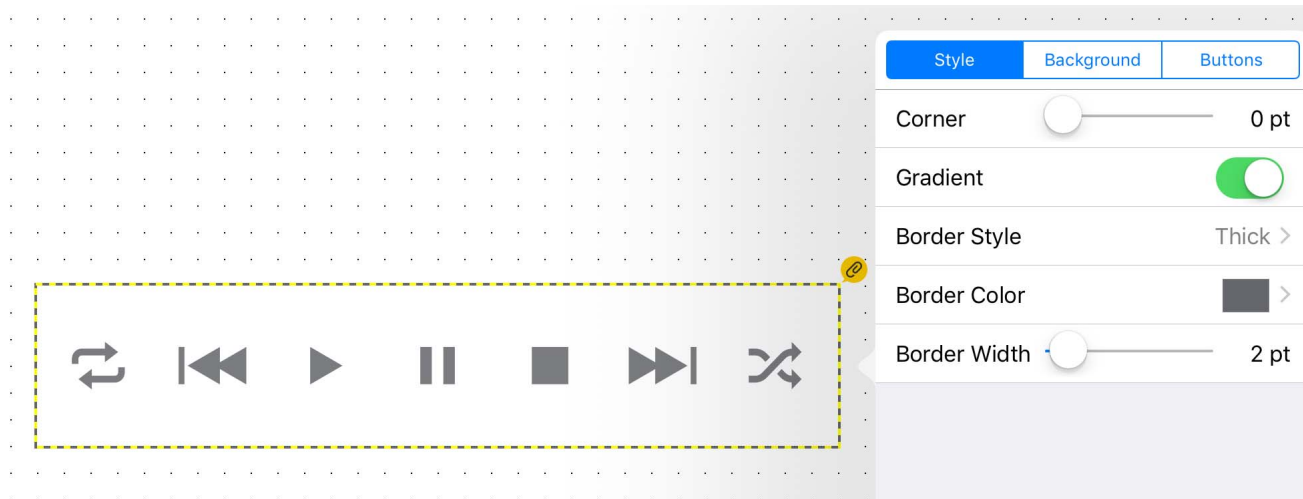 Style Background Buttons
Corner 0 pt
Gradient
Border Style Thick
Border Color
Border Width 2 pt